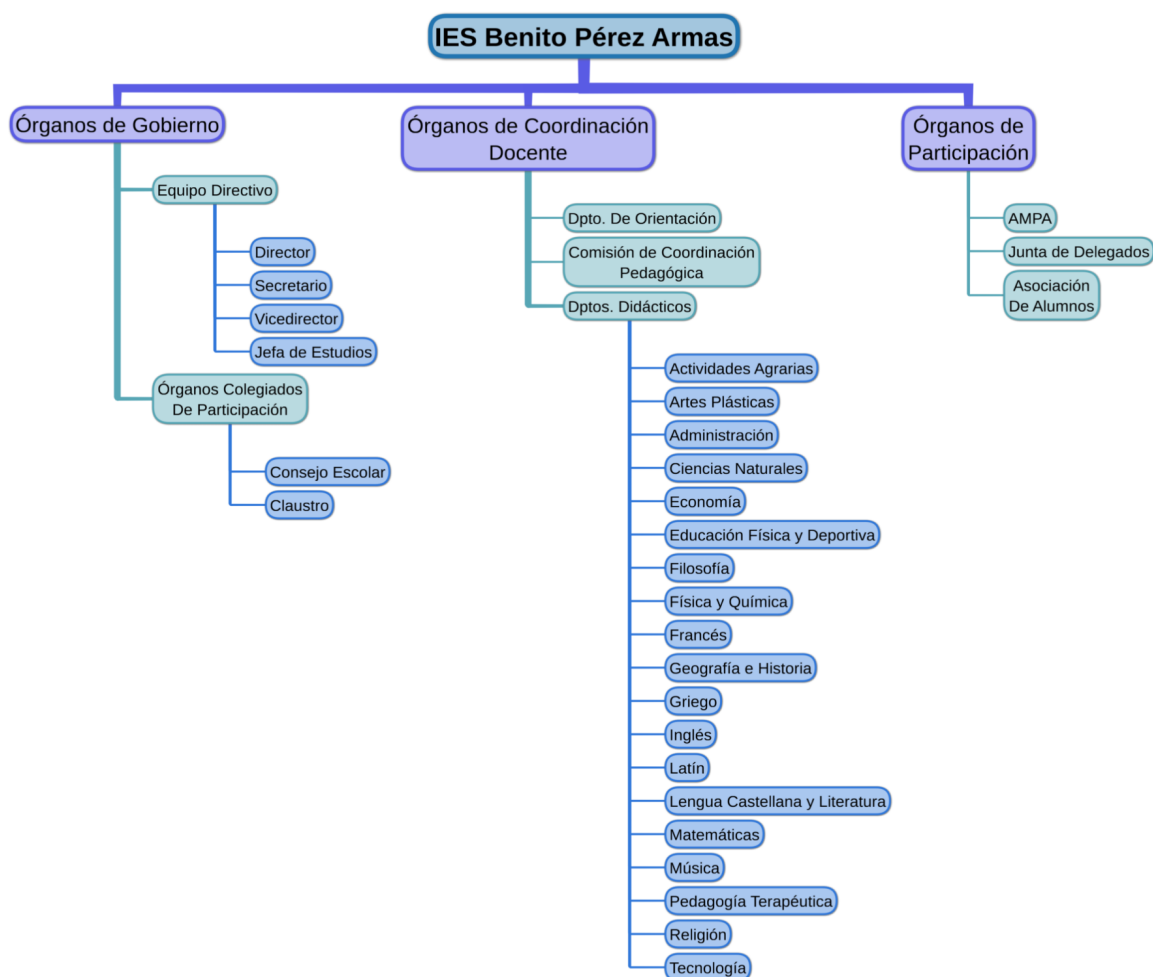 IES Benito Pérez Armas
Órganos de Gobierno
Equipo Directivo
Director
Secretario
Vicedirector
Jefa de Estudios
Órganos Colegiados
De Participación
Consejo Escolar
Claustro
Órganos de Coordinación
Docente
Dpto. De Orientación
Comisión de Coordinación
Pedagógica
Dptos. Didácticos
Actividades Agrarias
Artes Plásticas
Administración
Ciencias Naturales
Economía
Educación Física y Deportiva
Filosofía
Física y Química
Francés
Geografía e Historia
Griego
Inglés
Latín
Lengua Castellana y Literatura
Matemáticas
Música
Pedagogía Terapéutica
Religión
Tecnología
Órganos de
Participación
AMPA
Junta de Delegados
Asociación
De Alumnos